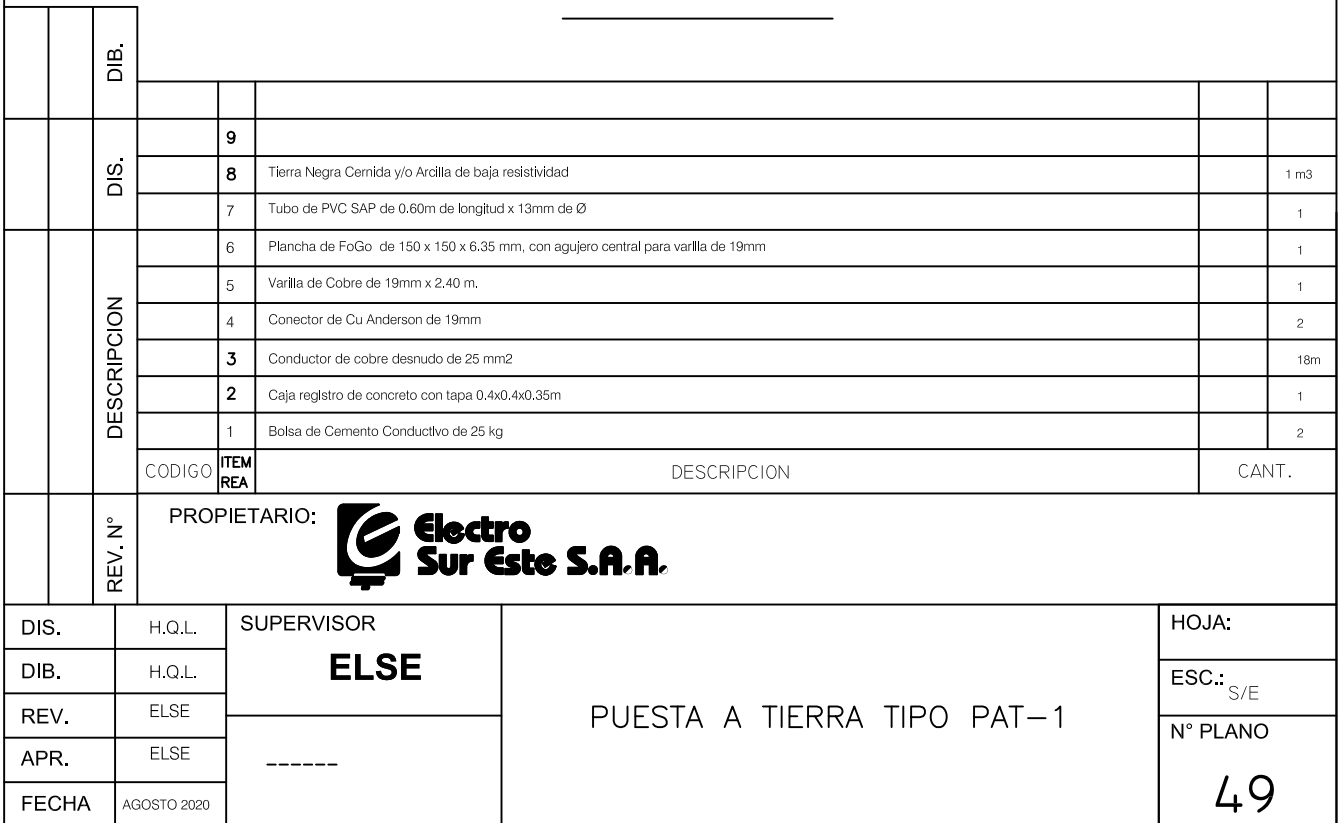 DIB.
9
DIS.
8 Tierra Negra Cernida y/o Arcilla de baja resistividad 1 m3
7 Tubo de PVC SAP de 0.60m de longitud x 13mm de Ø 1
6 Plancha de FoGo de 150 x 150 x 6.35 mm, con agujero central para varilla de 19mm 1
5 Varilla de Cobre de 19mm x 2.40 m. 1
DESCRIPCION
4 Conector de Cu Anderson de 19mm 2
3 Conductor de cobre desnudo de 25 mm2 18m
2 Caja registro de concreto con tapa 0.4x0.4x0.35m 1
1 Bolsa de Cemento Conductivo de 25 kg 2
CODIGO ITEM REA DESCRIPCION CANT.
REV. N°
PROPIETARIO:
Electro
Sur Este S.A.A.
DIS. H.Q.L.
DIB. H.Q.L.
REV. ELSE
APR. ELSE
FECHA AGOSTO 2020
SUPERVISOR
ELSE
------
PUESTA A TIERRA TIPO PAT-1
HOJA:
ESC.: S/E
N° PLANO
49